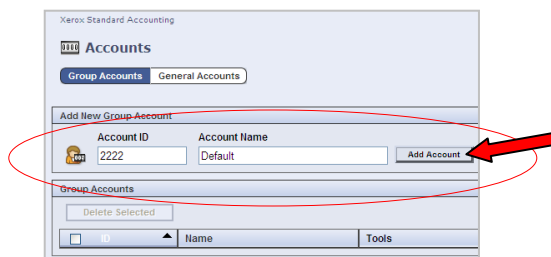 Xerox Standard Accounting
Accounts
Group Accounts General Accounts
Add New Group Account
Account ID Account Name
2222 Default Add Account
Group Accounts
Delete Selected
ID Name Tools